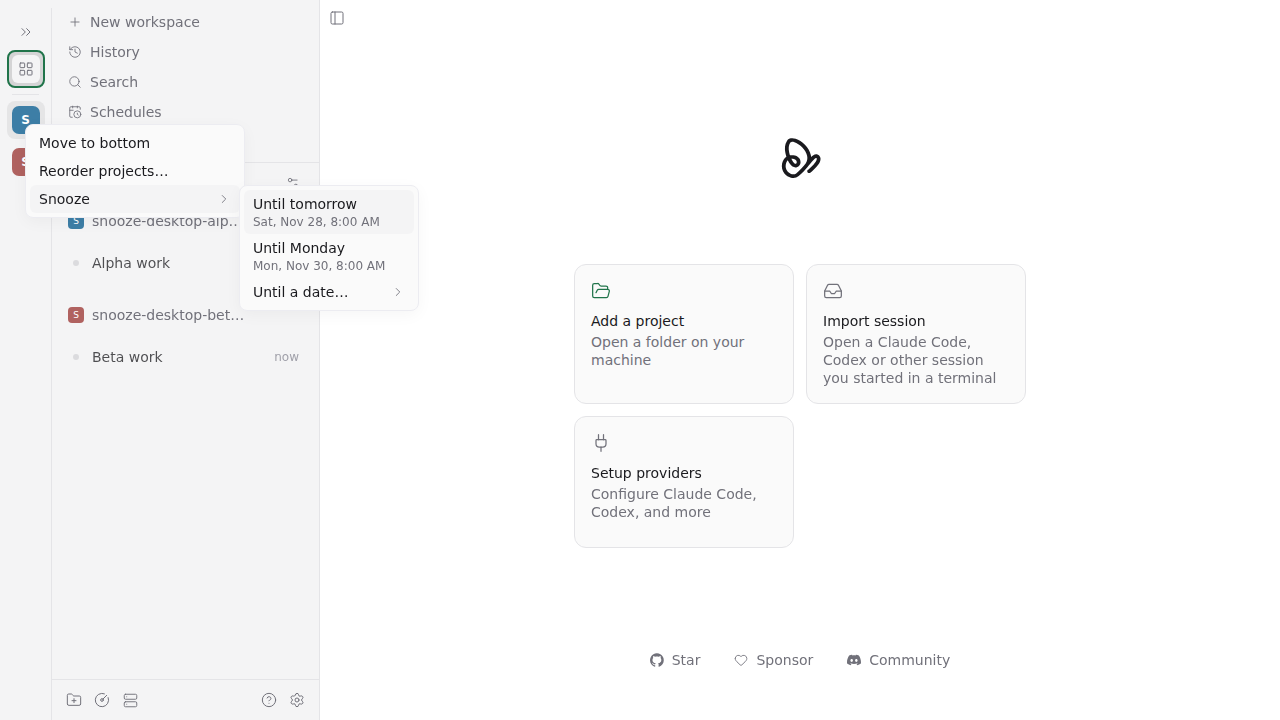 New workspace
History
Search
Schedules
S
Move to bottom
Reorder projects…
Snooze
Until tomorrow
Sat, Nov 28, 8:00 AM
Until Monday
Mon, Nov 30, 8:00 AM
Until a date…
S snooze-desktop-alp…
Alpha work
S snooze-desktop-bet…
Beta work now
Add a project
Open a folder on your
machine
Import session
Open a Claude Code,
Codex or other session
you started in a terminal
Setup providers
Configure Claude Code,
Codex, and more
Star Sponsor Community